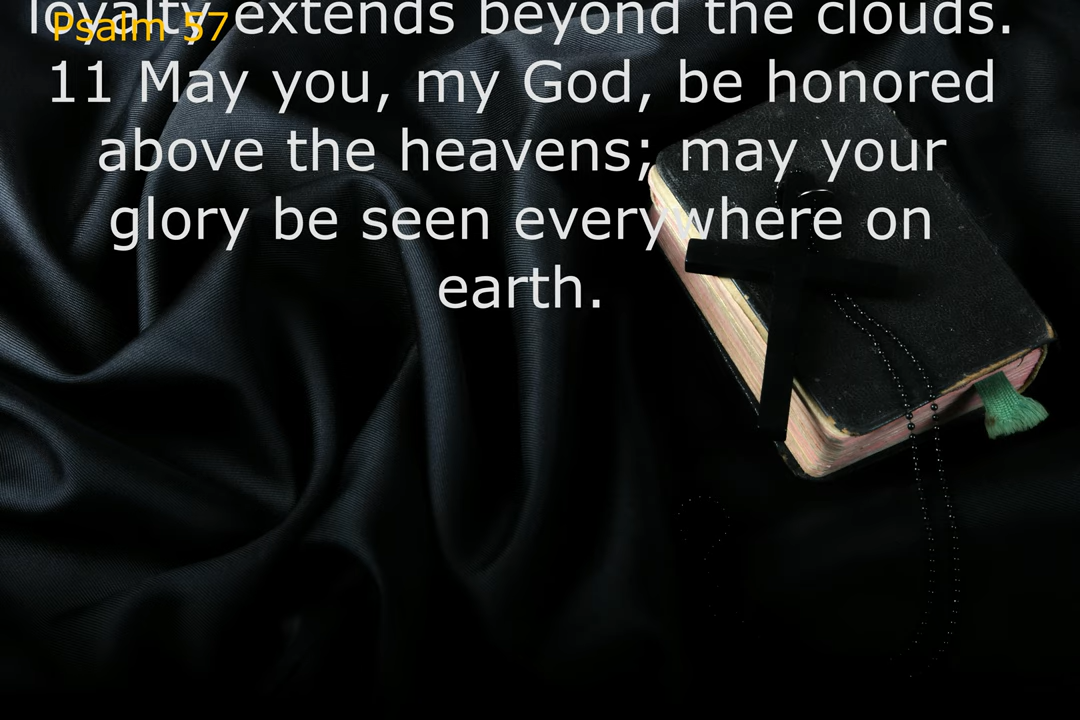 loyalty extends beyond the clouds.
Psalm 57
11 May you, my God, be honored
above the heavens; may your
glory be seen everywhere on
earth.